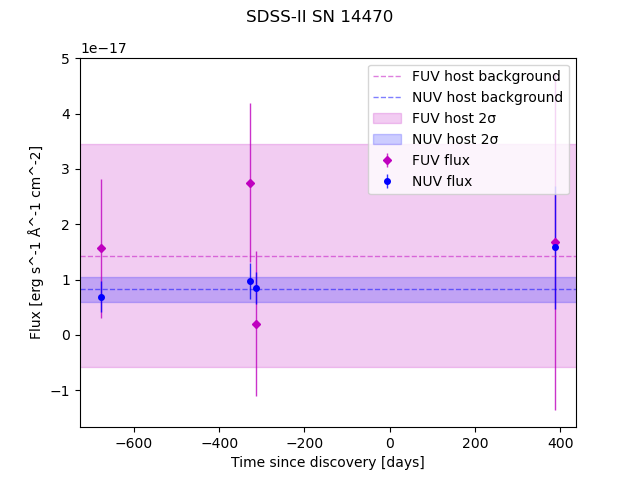 SDSS-II SN 14470
1e−17
FUV host background
NUV host background
FUV host 2σ
NUV host 2σ
FUV flux
NUV flux
5
4
3
2
1
0
−1
Flux [erg s^-1 Å^-1 cm^-2]
−600
−400
−200
0
200
400
Time since discovery [days]